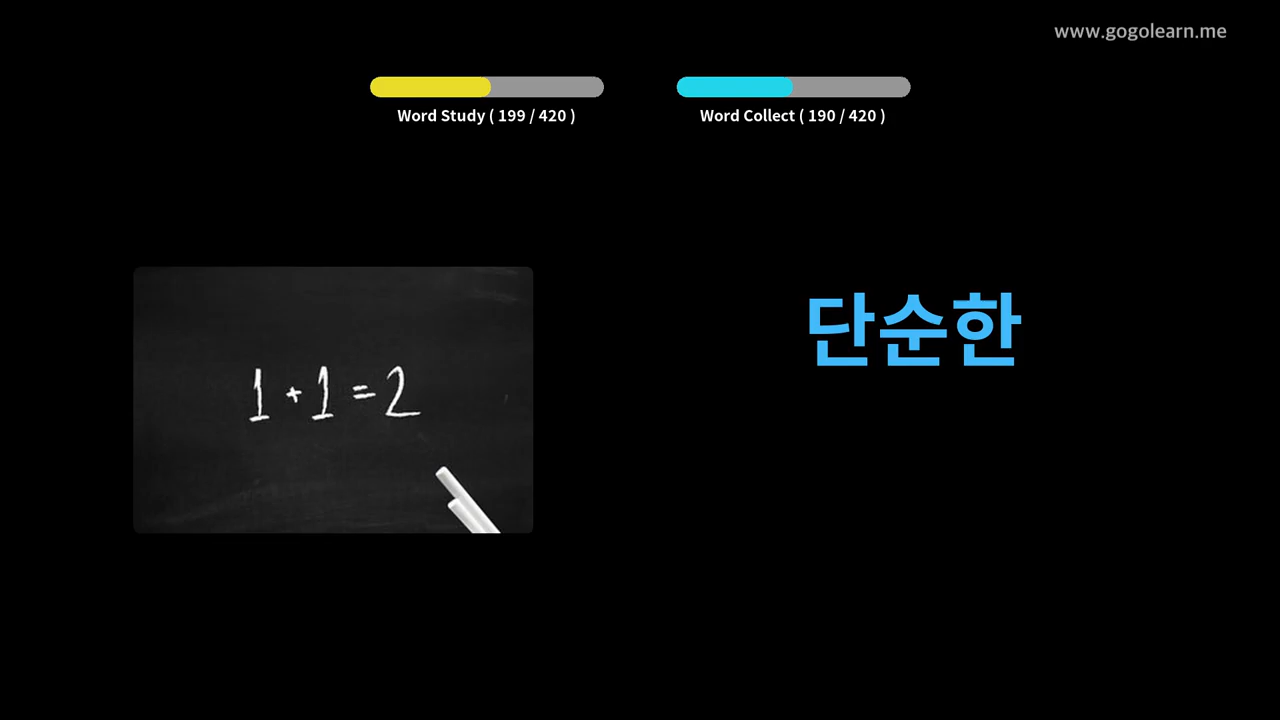 www.gogolearn.me
Word Study ( 199 / 420 )
Word Collect ( 190 / 420 )
단순한
1 + 1 = 2